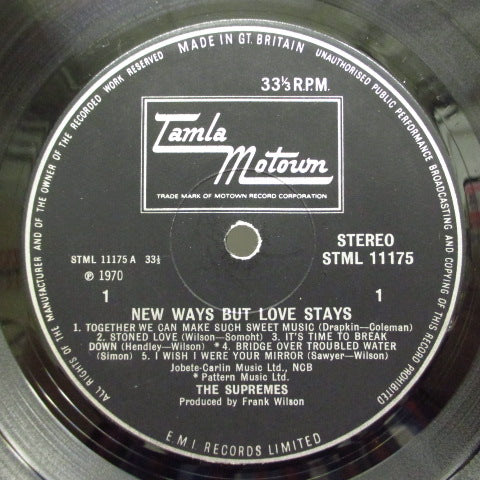 MADE IN GT. BRITAIN
UNAUTHORISED PUBLIC PERFORMANCE BROADCASTING AND COPYING OF THIS RECORD PROHIBITED
ALL RIGHTS OF THE MANUFACTURER AND OF THE OWNER OF THE RECORDED WORK RESERVED
33⅓ R.P.M.
Tamla
Motown
TRADE MARK OF MOTOWN RECORD CORPORATION
STEREO
STML 11175 A 33⅓
STML 11175
℗ 1970
1
1
NEW WAYS BUT LOVE STAYS
1. TOGETHER WE CAN MAKE SUCH SWEET MUSIC (Drapkin—Coleman)
2. STONED LOVE (Wilson—Somoht) 3. IT'S TIME TO BREAK
DOWN (Hendley—Wilson) *4. BRIDGE OVER TROUBLED WATER
(Simon) 5. I WISH I WERE YOUR MIRROR (Sawyer—Wilson)
Jobete-Carlin Music Ltd., NCB
* Pattern Music Ltd.
THE SUPREMES
Produced by Frank Wilson
E.M.I RECORDS LIMITED